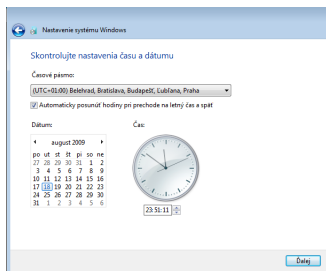 Nastavenie systému Windows
Skontrolujte nastavenia času a dátumu
Časové pásmo:
(UTC+01:00) Belehrad, Bratislava, Budapešť, Ľubľana, Praha
Automaticky posunúť hodiny pri prechode na letný čas a späť
Dátum:
Čas:
august 2009
po ut st št pi so ne
27 28 29 30 31 1 2
3 4 5 6 7 8 9
10 11 12 13 14 15 16
17 18 19 20 21 22 23
24 25 26 27 28 29 30
31 1 2 3 4 5 6
23:51:11
Ďalej